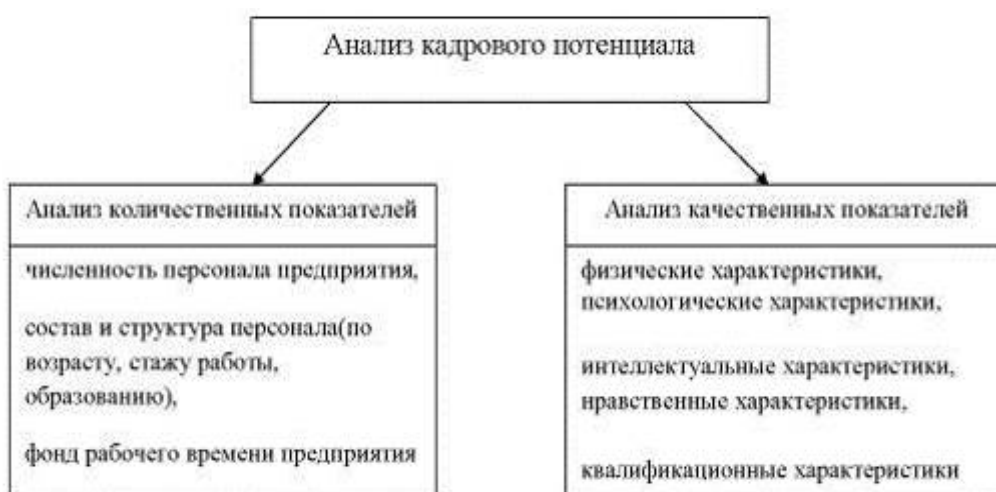 Анализ кадрового потенциала
Анализ количественных показателей
численность персонала предприятия,
состав и структура персонала(по
возрасту, стажу работы,
образованию),
фонд рабочего времени предприятия
Анализ качественных показателей
физические характеристики,
психологические характеристики,
интеллектуальные характеристики,
нравственные характеристики,
квалификационные характеристики